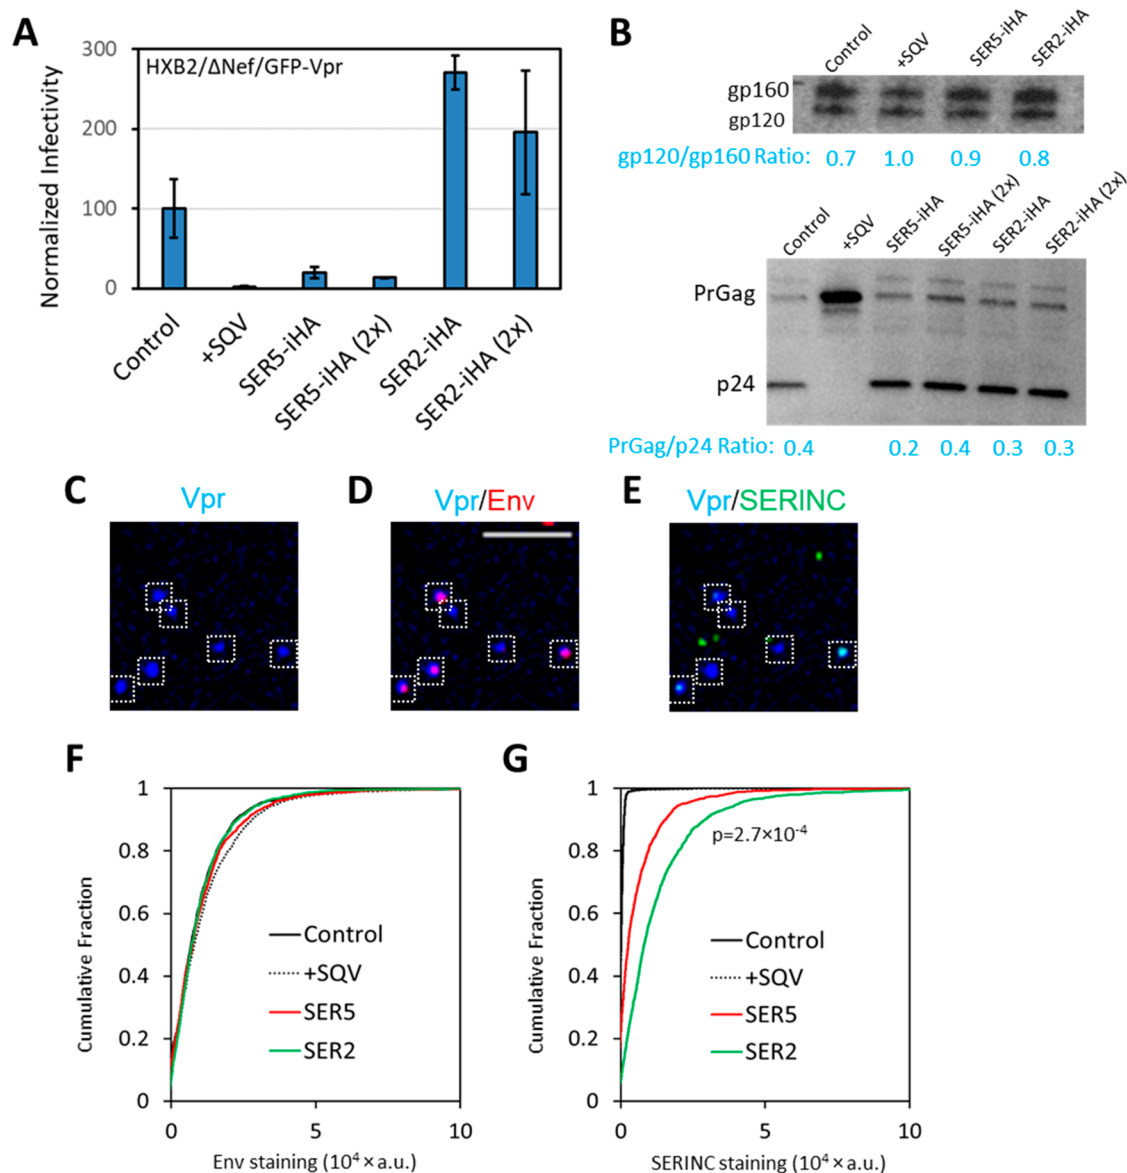 A
300
200
100
0
Normalized Infectivity
HXB2/ΔNef/GFP-Vpr
Control
+SQV
SER5-iHA
SER5-iHA (2x)
SER2-iHA
SER2-iHA (2x)
B
Control
+SQV
SER5-iHA
SER2-iHA
gp160
gp120
gp120/gp160 Ratio: 0.7 1.0 0.9 0.8
Control
+SQV
SER5-iHA
SER5-iHA (2x)
SER2-iHA
SER2-iHA (2x)
PrGag
p24
PrGag/p24 Ratio: 0.4 0.2 0.4 0.3 0.3
C
Vpr
D
Vpr/Env
E
Vpr/SERINC
F
1
0.8
0.6
0.4
0.2
0
Cumulative Fraction
Control
+SQV
SER5
SER2
0 5 10
Env staining (10⁴ × a.u.)
G
1
0.8
0.6
0.4
0.2
0
Cumulative Fraction
p=2.7×10⁻⁴
Control
+SQV
SER5
SER2
0 5 10
SERINC staining (10⁴ × a.u.)